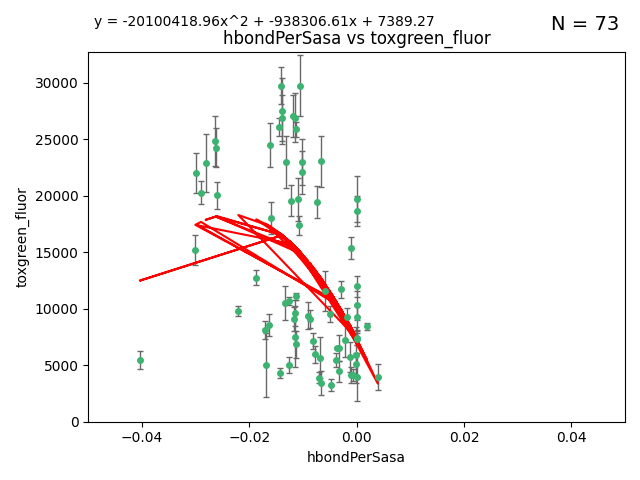 y = -20100418.96x^2 + -938306.61x + 7389.27
N = 73
hbondPerSasa vs toxgreen_fluor
30000
25000
20000
15000
10000
5000
0
toxgreen_fluor
−0.04
−0.02
0.00
0.02
0.04
hbondPerSasa